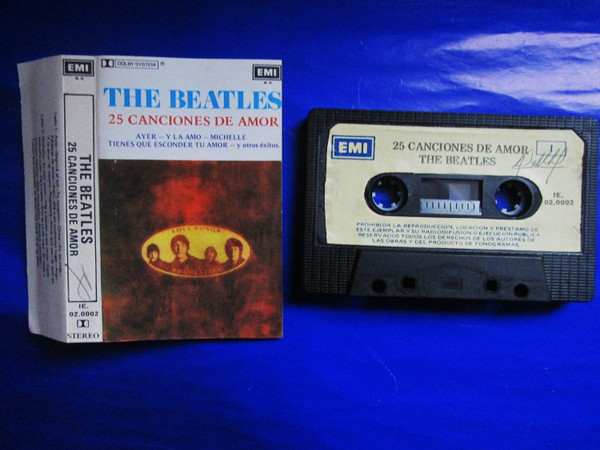 EMI
THE BEATLES
25 CANCIONES DE AMOR
IE.
02,0002
STEREO
DOLBY SYSTEM ®
EMI
THE BEATLES
25 CANCIONES DE AMOR
AYER — Y LA AMO — MICHELLE
TIENES QUE ESCONDER TU AMOR — y otros éxitos.
LOVE SONGS
EMI
25 CANCIONES DE AMOR
THE BEATLES
IE.
02,0002
PROHIBIDA LA REPRODUCCION, LOCACION Y PRESTAMO DE
ESTE EJEMPLAR Y SU RADIODIFUSION O EJECUCION PUBLICA
RESERVADOS TODOS LOS DERECHOS DE LOS AUTORES DE
LAS OBRAS Y DEL PRODUCTO DE FONOGRAMAS